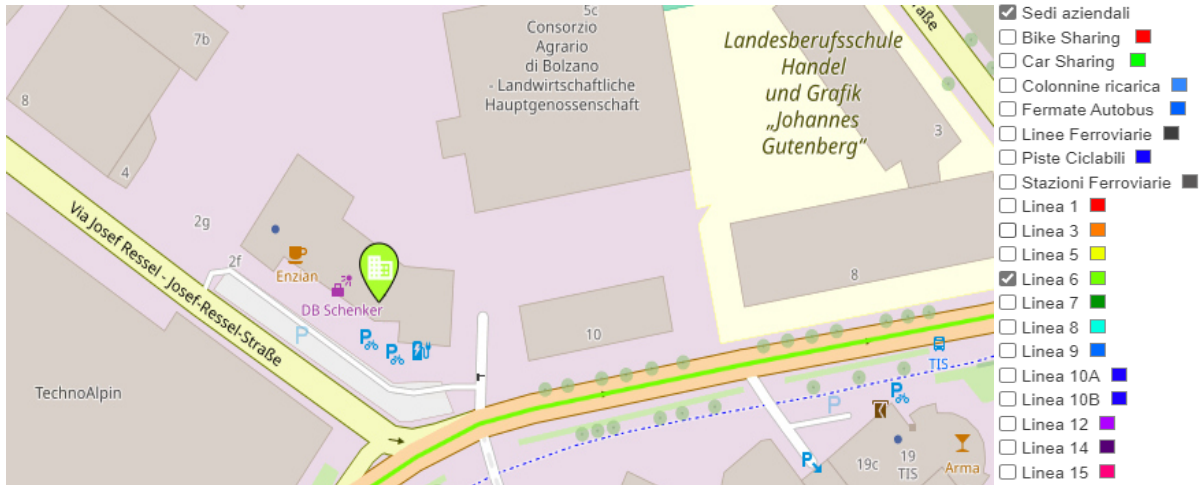 7b
8
4
2g
2f
Via Josef Ressel - Josef-Ressel-Straße
Enzian
DB Schenker
P
P
P
TechnoAlpin
5c
Consorzio
Agrario
di Bolzano
- Landwirtschaftliche
Hauptgenossenschaft
Landesberufsschule
Handel
und Grafik
„Johannes
Gutenberg“
3
8
10
TIS
P
P
P
19c
19
TIS
Arma
Sedi aziendali
Bike Sharing
Car Sharing
Colonnine ricarica
Fermate Autobus
Linee Ferroviarie
Piste Ciclabili
Stazioni Ferroviarie
Linea 1
Linea 3
Linea 5
Linea 6
Linea 7
Linea 8
Linea 9
Linea 10A
Linea 10B
Linea 12
Linea 14
Linea 15